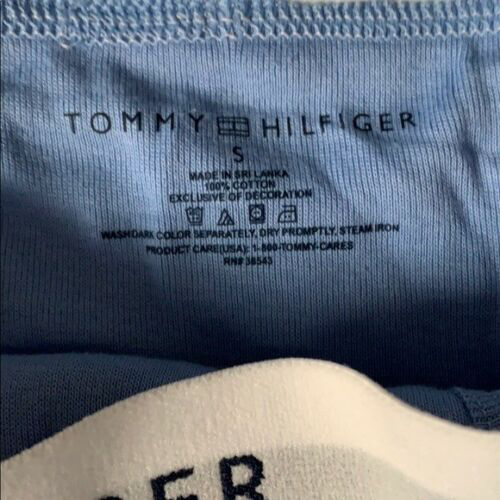 TOMMY HILFIGER
S
MADE IN SRI LANKA
100% COTTON
EXCLUSIVE OF DECORATION
WASH DARK COLOR SEPARATELY, DRY PROMPTLY, STEAM IRON
PRODUCT CARE(USA): 1-800-TOMMY-CARES
RN# 38543
GER